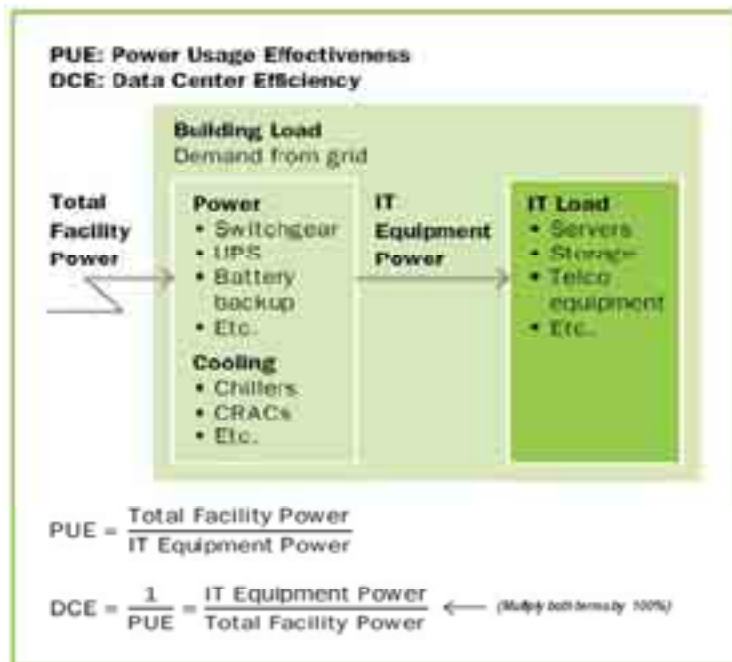 PUE: Power Usage Effectiveness
DCE: Data Center Efficiency
Building Load
Demand from grid
Total
Facility
Power
Power
• Switchgear
• UPS
• Battery
backup
• Etc.
Cooling
• Chillers
• CRACs
• Etc.
IT
Equipment
Power
IT Load
• Servers
• Storage
• Telco
equipment
• Etc.
PUE = Total Facility Power / IT Equipment Power
DCE = 1 / PUE = IT Equipment Power / Total Facility Power
(Multiply both terms by 100%)